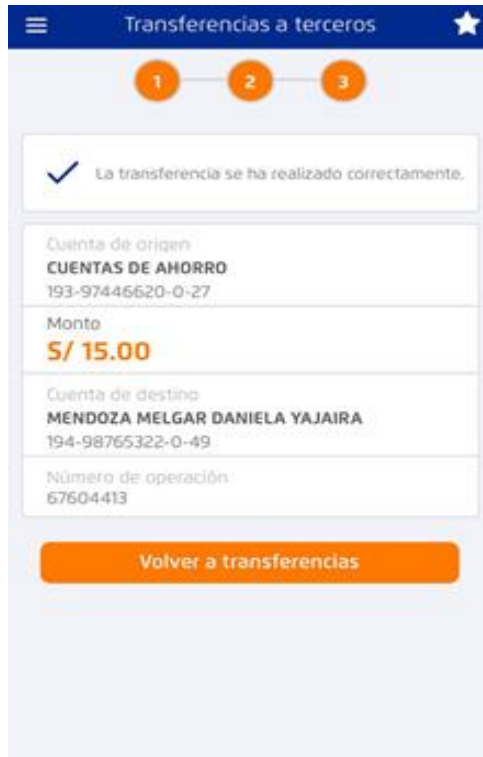 Transferencias a terceros
1 2 3
La transferencia se ha realizado correctamente.
Cuenta de origen
CUENTAS DE AHORRO
193-97446620-0-27
Monto
S/ 15.00
Cuenta de destino
MENDOZA MELGAR DANIELA YAJAIRA
194-98765322-0-49
Número de operación
67604413
Volver a transferencias